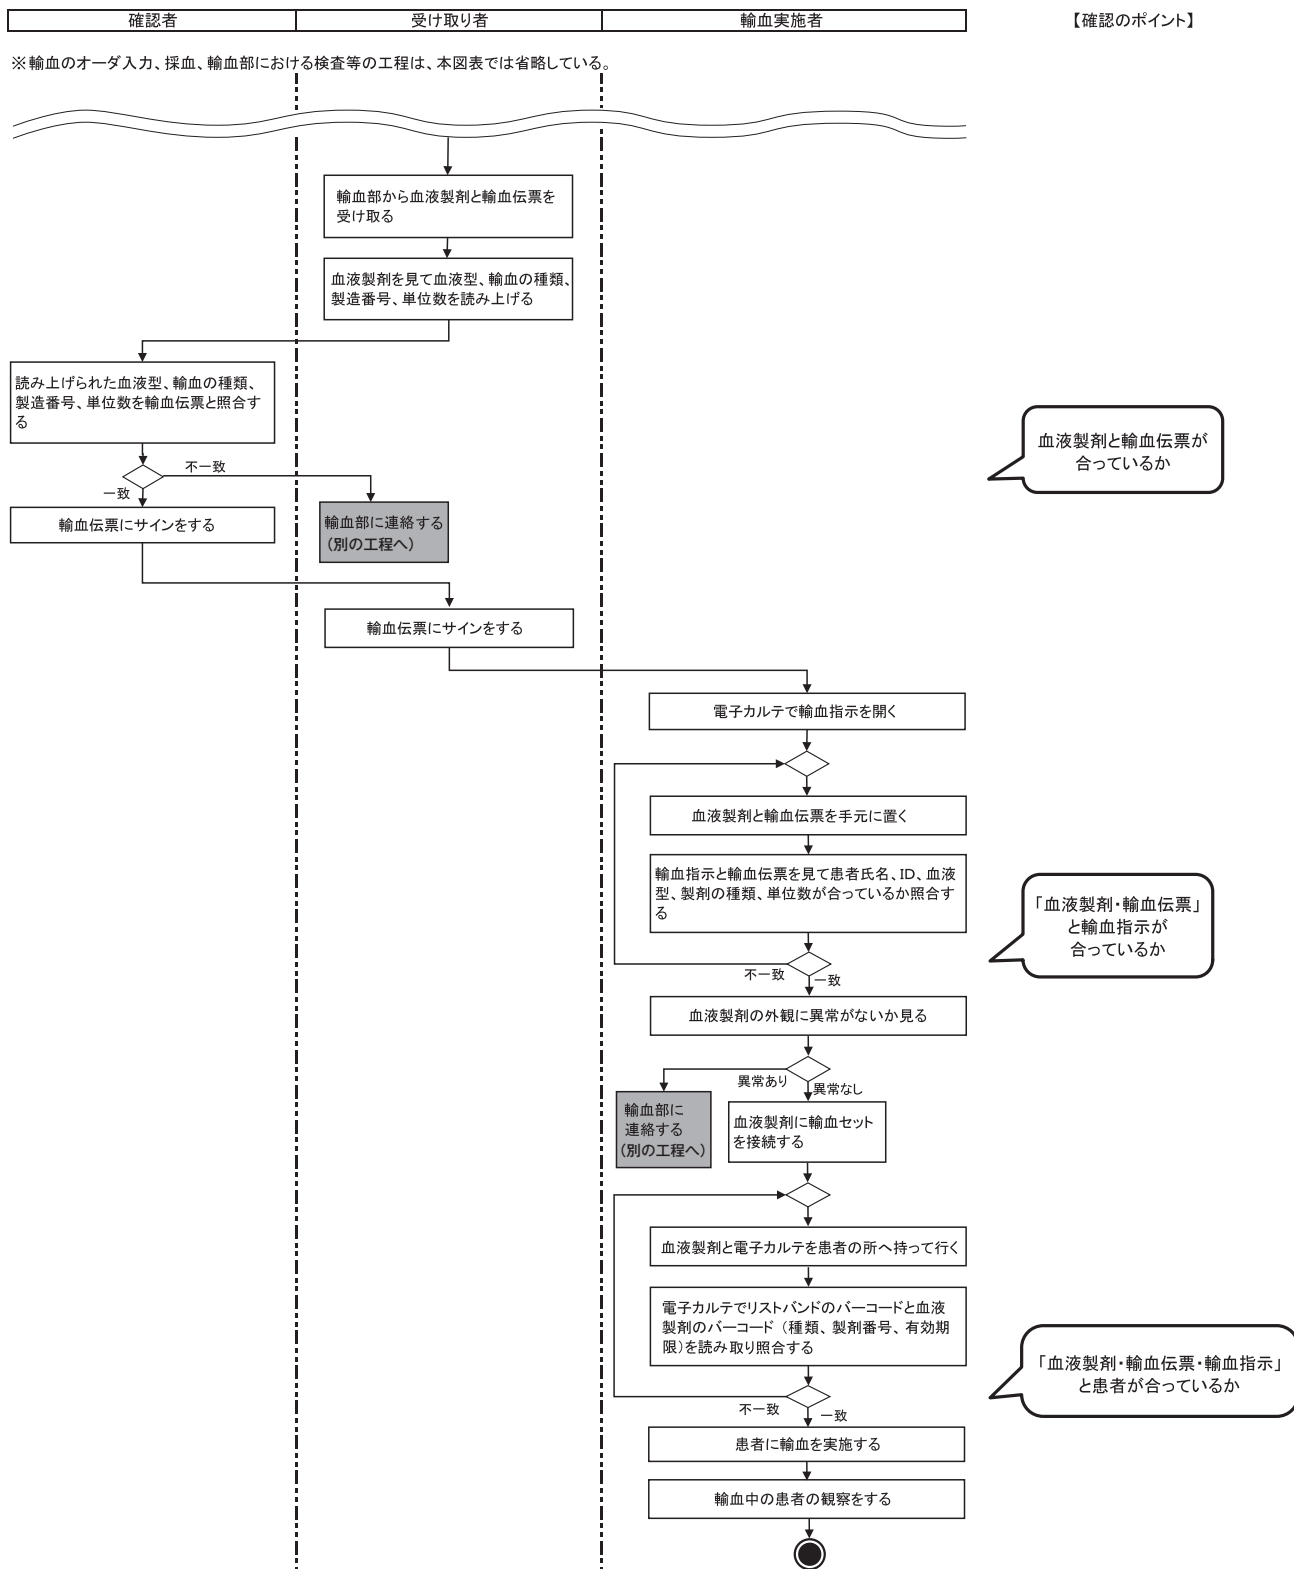 確認者
受け取り者
輸血実施者
【確認のポイント】
※輸血のオーダ入力、採血、輸血部における検査等の工程は、本図表では省略している。
輸血部から血液製剤と輸血伝票を
受け取る
血液製剤を見て血液型、輸血の種類、
製造番号、単位数を読み上げる
読み上げられた血液型、輸血の種類、
製造番号、単位数を輸血伝票と照合す
る
血液製剤と輸血伝票が
合っているか
不一致
一致
輸血伝票にサインをする
輸血部に連絡する
(別の工程へ)
輸血伝票にサインをする
電子カルテで輸血指示を開く
血液製剤と輸血伝票を手元に置く
輸血指示と輸血伝票を見て患者氏名、ID、血液
型、製剤の種類、単位数が合っているか照合す
る
「血液製剤・輸血伝票」
と輸血指示が
合っているか
不一致
一致
血液製剤の外観に異常がないか見る
異常あり
異常なし
輸血部に
連絡する
(別の工程へ)
血液製剤に輸血セット
を接続する
血液製剤と電子カルテを患者の所へ持って行く
電子カルテでリストバンドのバーコードと血液
製剤のバーコード (種類、製剤番号、有効期
限)を読み取り照合する
「血液製剤・輸血伝票・輸血指示」
と患者が合っているか
不一致
一致
患者に輸血を実施する
輸血中の患者の観察をする